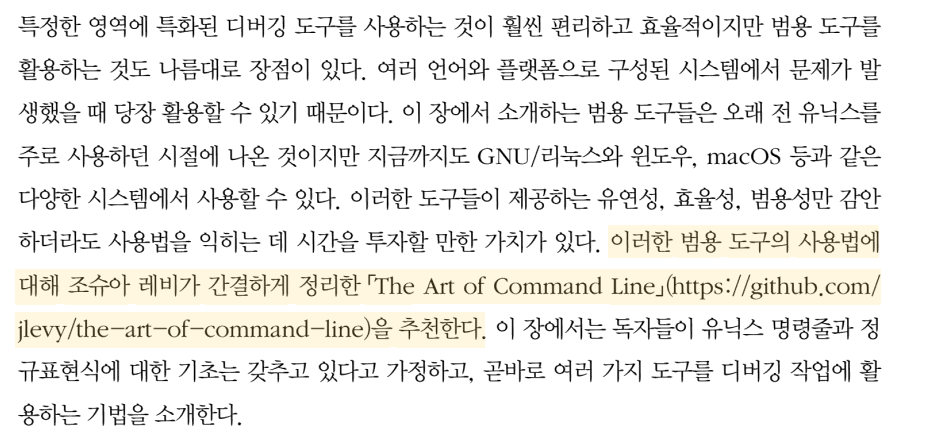 특정한 영역에 특화된 디버깅 도구를 사용하는 것이 훨씬 편리하고 효율적이지만 범용 도구를
활용하는 것도 나름대로 장점이 있다. 여러 언어와 플랫폼으로 구성된 시스템에서 문제가 발
생했을 때 당장 활용할 수 있기 때문이다. 이 장에서 소개하는 범용 도구들은 오래 전 유닉스를
주로 사용하던 시절에 나온 것이지만 지금까지도 GNU/리눅스와 윈도우, macOS 등과 같은
다양한 시스템에서 사용할 수 있다. 이러한 도구들이 제공하는 유연성, 효율성, 범용성만 감안
하더라도 사용법을 익히는 데 시간을 투자할 만한 가치가 있다. 이러한 범용 도구의 사용법에
대해 조슈아 레비가 간결하게 정리한 「The Art of Command Line」(https://github.com/
jlevy/the-art-of-command-line)을 추천한다. 이 장에서는 독자들이 유닉스 명령줄과 정
규표현식에 대한 기초는 갖추고 있다고 가정하고, 곧바로 여러 가지 도구를 디버깅 작업에 활
용하는 기법을 소개한다.